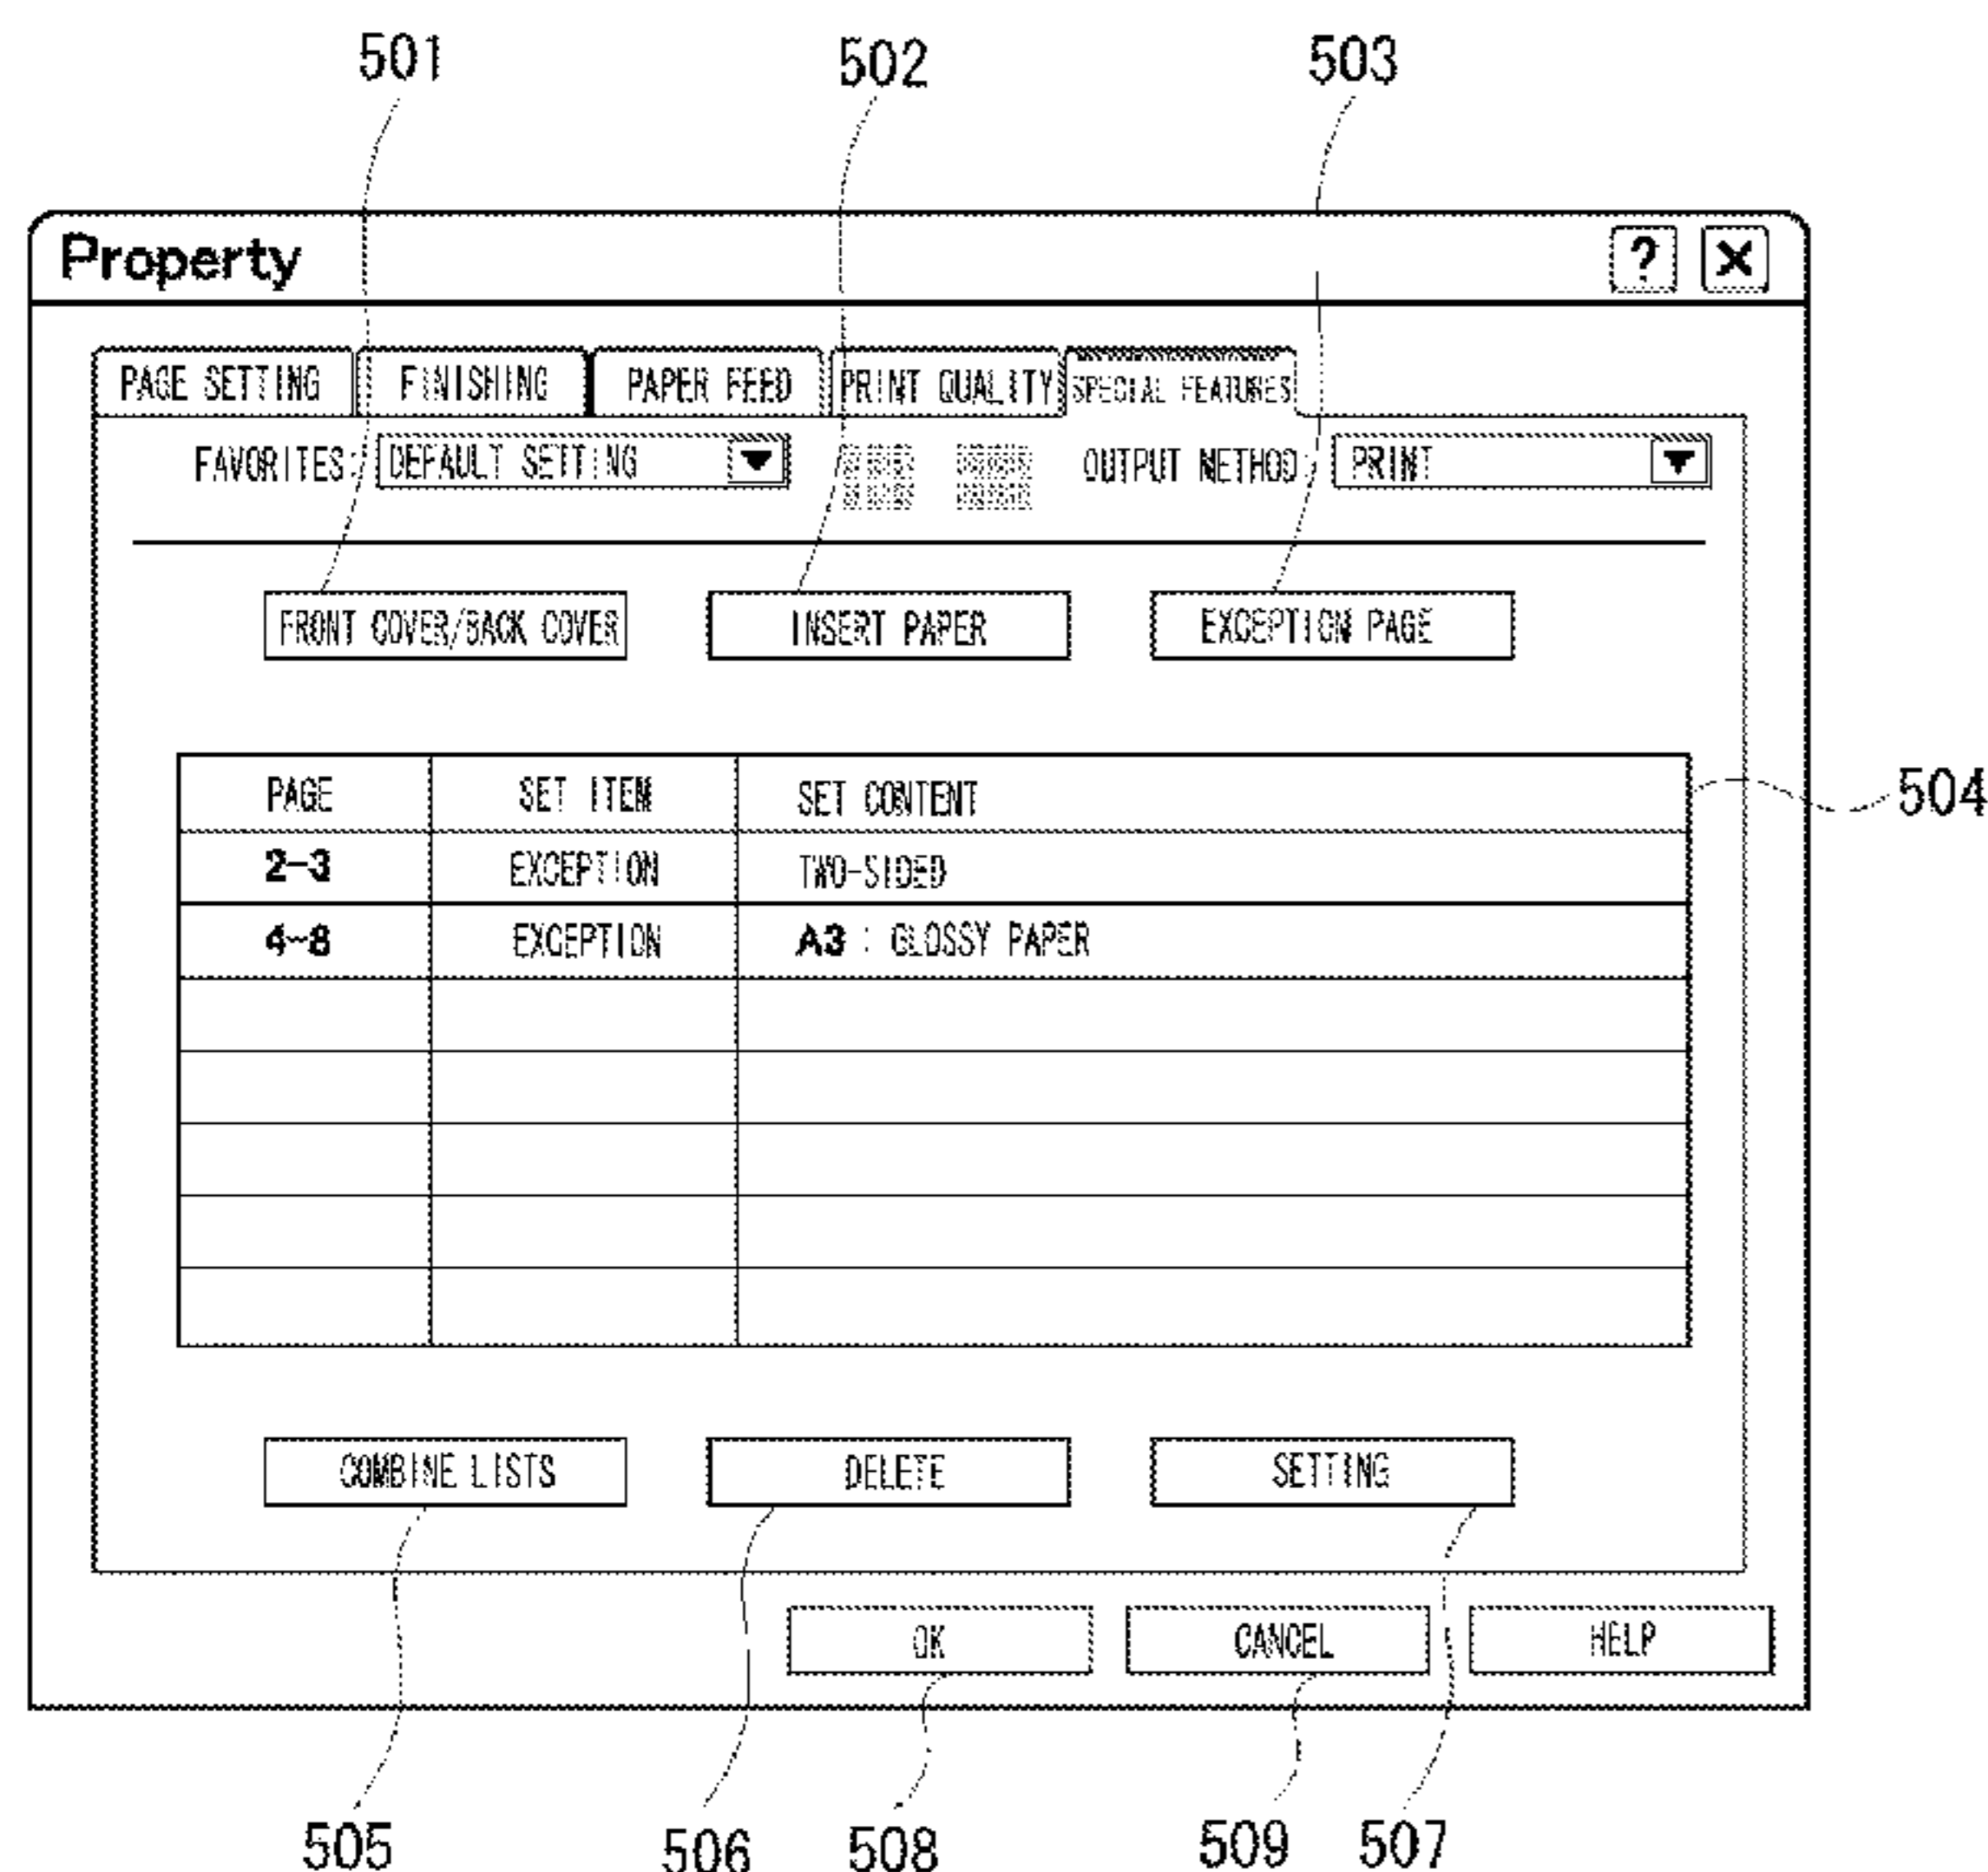 501 502 503
Property ? X
PAGE SETTING FINISHING PAPER FEED PRINT QUALITY SPECIAL FEATURES
FAVORITES: DEFAULT SETTING OUTPUT METHOD: PRINT
FRONT COVER/BACK COVER INSERT PAPER EXCEPTION PAGE
PAGE SET ITEM SET CONTENT
504
2-3 EXCEPTION TWO-SIDED
4-8 EXCEPTION A3 : GLOSSY PAPER
COMBINE LISTS DELETE SETTING
OK CANCEL HELP
505 506 508 509 507